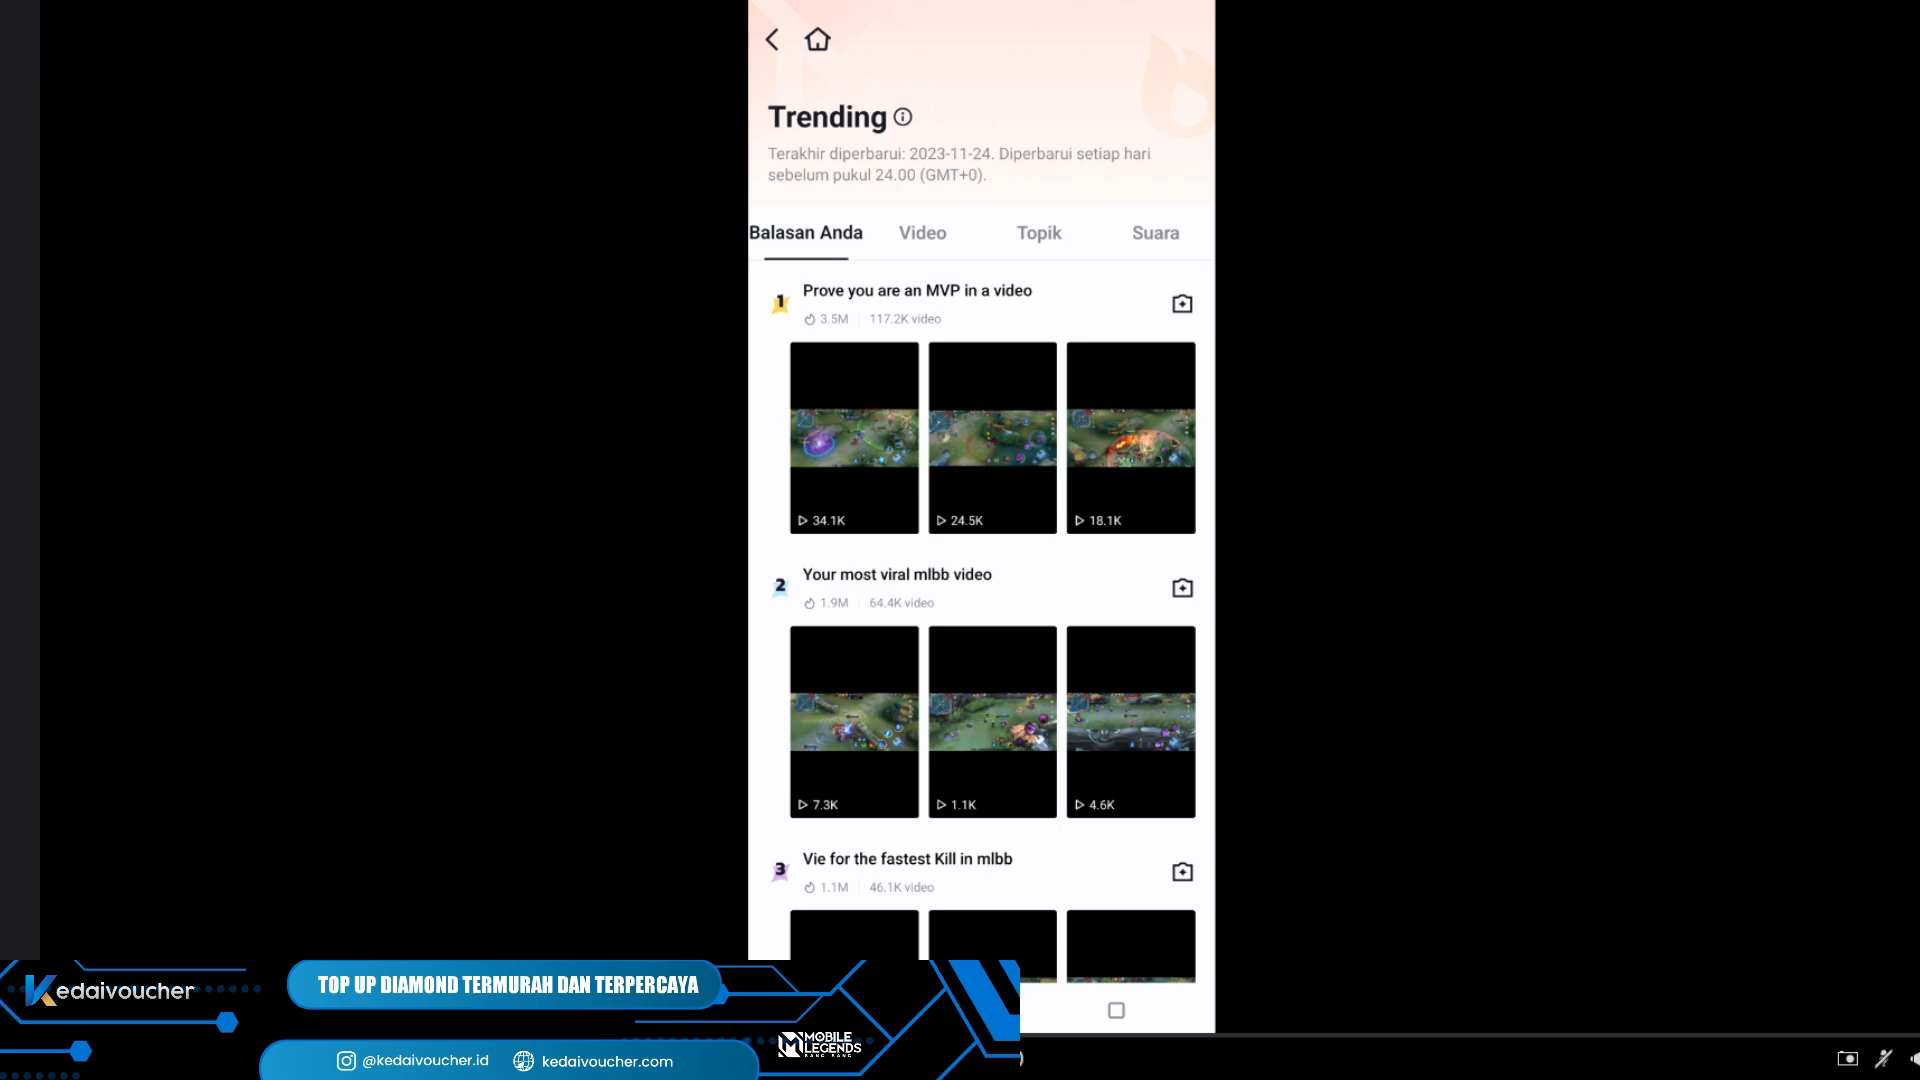 Trending
Terakhir diperbarui: 2023-11-24. Diperbarui setiap hari
sebelum pukul 24.00 (GMT+0).
Balasan Anda Video Topik Suara
1 Prove you are an MVP in a video
3.5M 117.2K video
34.1K 24.5K 18.1K
2 Your most viral mlbb video
1.9M 64.4K video
7.3K 1.1K 4.6K
3 Vie for the fastest Kill in mlbb
1.1M 46.1K video
Kedaivoucher
TOP UP DIAMOND TERMURAH DAN TERPERCAYA
MOBILE
LEGENDS
BANG BANG
@kedaivoucher.id kedaivoucher.com